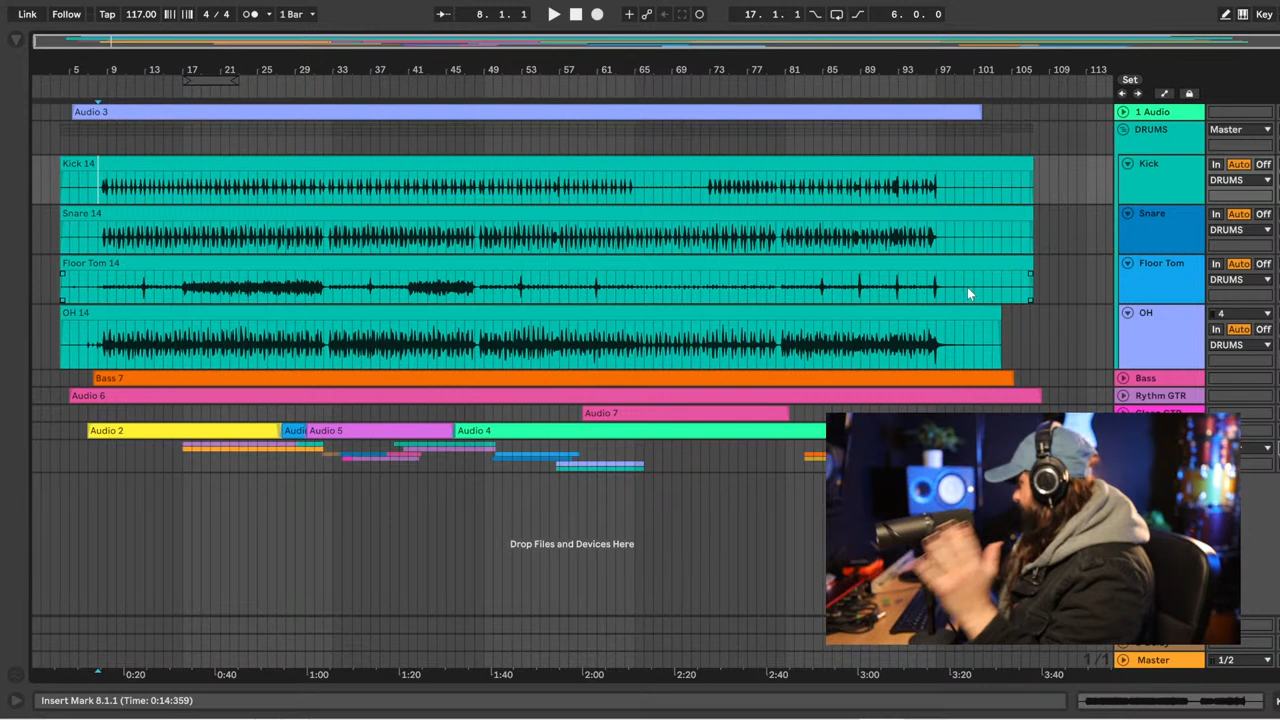 Link Follow Tap 117.00 4 / 4 1 Bar 8. 1. 1 17. 1. 1 6. 0. 0 Key
5 9 13 17 21 25 29 33 37 41 45 49 53 57 61 65 69 73 77 81 85 89 93 97 101 105 109 113
Set
Audio 3 1 Audio
DRUMS Master
Kick 14 Kick In Auto Off
DRUMS
Snare 14 Snare In Auto Off
DRUMS
Floor Tom 14 Floor Tom In Auto Off
DRUMS
OH 14 OH 4
In Auto Off
DRUMS
Bass 7 Bass
Audio 6 Rythm GTR
Audio 7
Audio 2 Audi Audio 5 Audio 4
Drop Files and Devices Here
1/1 Master 1/2
0:20 0:40 1:00 1:20 1:40 2:00 2:20 2:40 3:00 3:20 3:40
Insert Mark 8.1.1 (Time: 0:14:359)